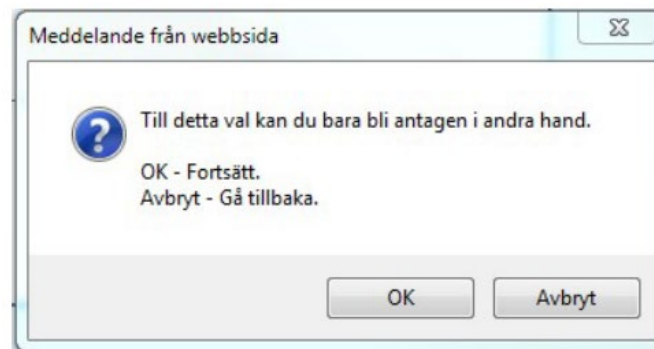 Meddelande från webbsida
Till detta val kan du bara bli antagen i andra hand.
OK - Fortsätt.
Avbryt - Gå tillbaka.
OK
Avbryt